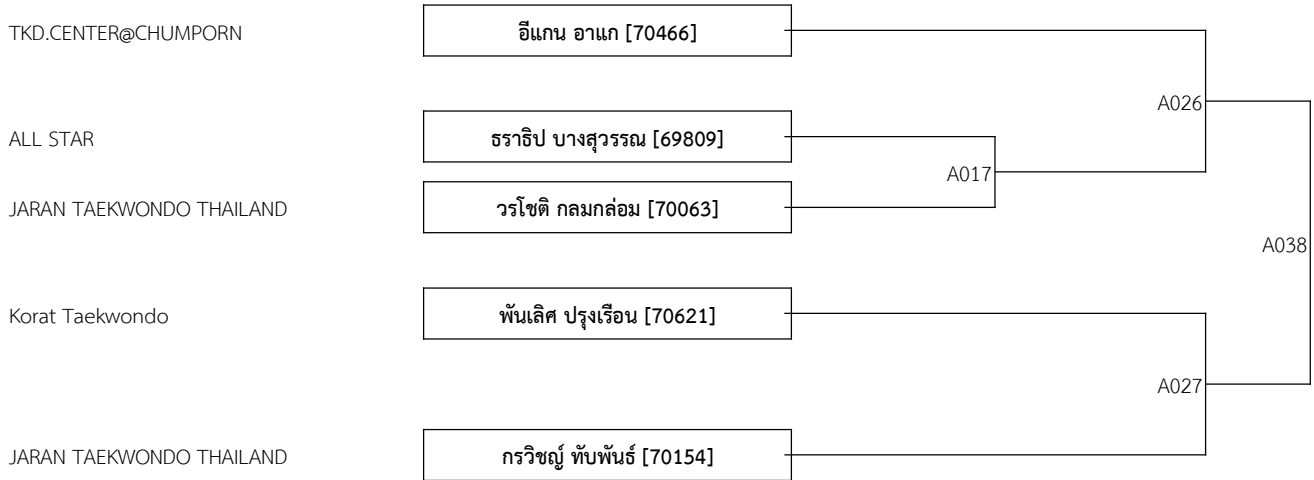 TKD.CENTER@CHUMPORN
อีแกน อาแก [70466]
A026
ALL STAR
ธราธิป บางสุวรรณ [69809]
A017
JARAN TAEKWONDO THAILAND
วรโชติ กลมกล่อม [70063]
A038
Korat Taekwondo
พันเลิศ ปรุงเรือน [70621]
A027
JARAN TAEKWONDO THAILAND
กรวิชญ์ ทับพันธ์ [70154]